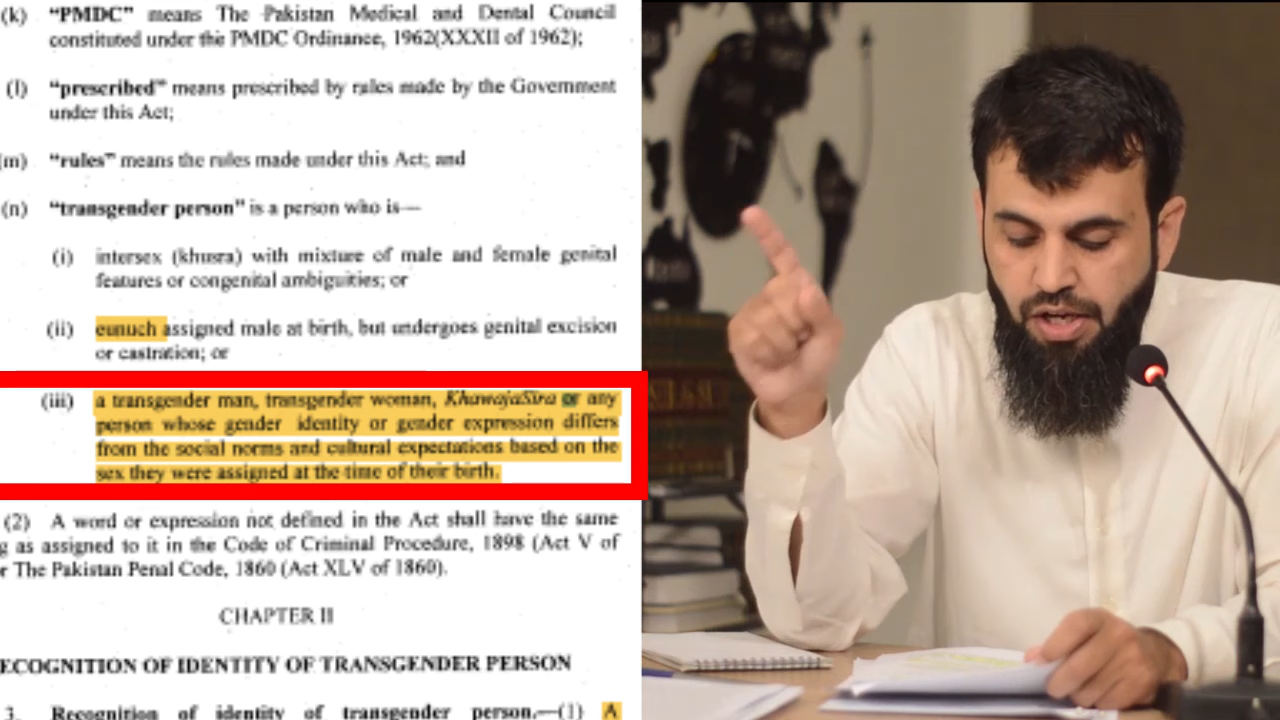 (k) “PMDC” means The Pakistan Medical and Dental Council
constituted under the PMDC Ordinance, 1962(XXXII of 1962);
(l) “prescribed” means prescribed by rules made by the Government
under this Act;
(m) “rules” means the rules made under this Act; and
(n) “transgender person” is a person who is—
(i) intersex (khusra) with mixture of male and female genital
features or congenital ambiguities; or
(ii) eunuch assigned male at birth, but undergoes genital excision
or castration; or
(iii) a transgender man, transgender woman, KhawajaSira or any
person whose gender identity or gender expression differs
from the social norms and cultural expectations based on the
sex they were assigned at the time of their birth.
(2) A word or expression not defined in the Act shall have the same
g as assigned to it in the Code of Criminal Procedure, 1898 (Act V of
r The Pakistan Penal Code, 1860 (Act XLV of 1860).
CHAPTER II
ECOGNITION OF IDENTITY OF TRANSGENDER PERSON
3. Recognition of identity of transgender person.—(1) A